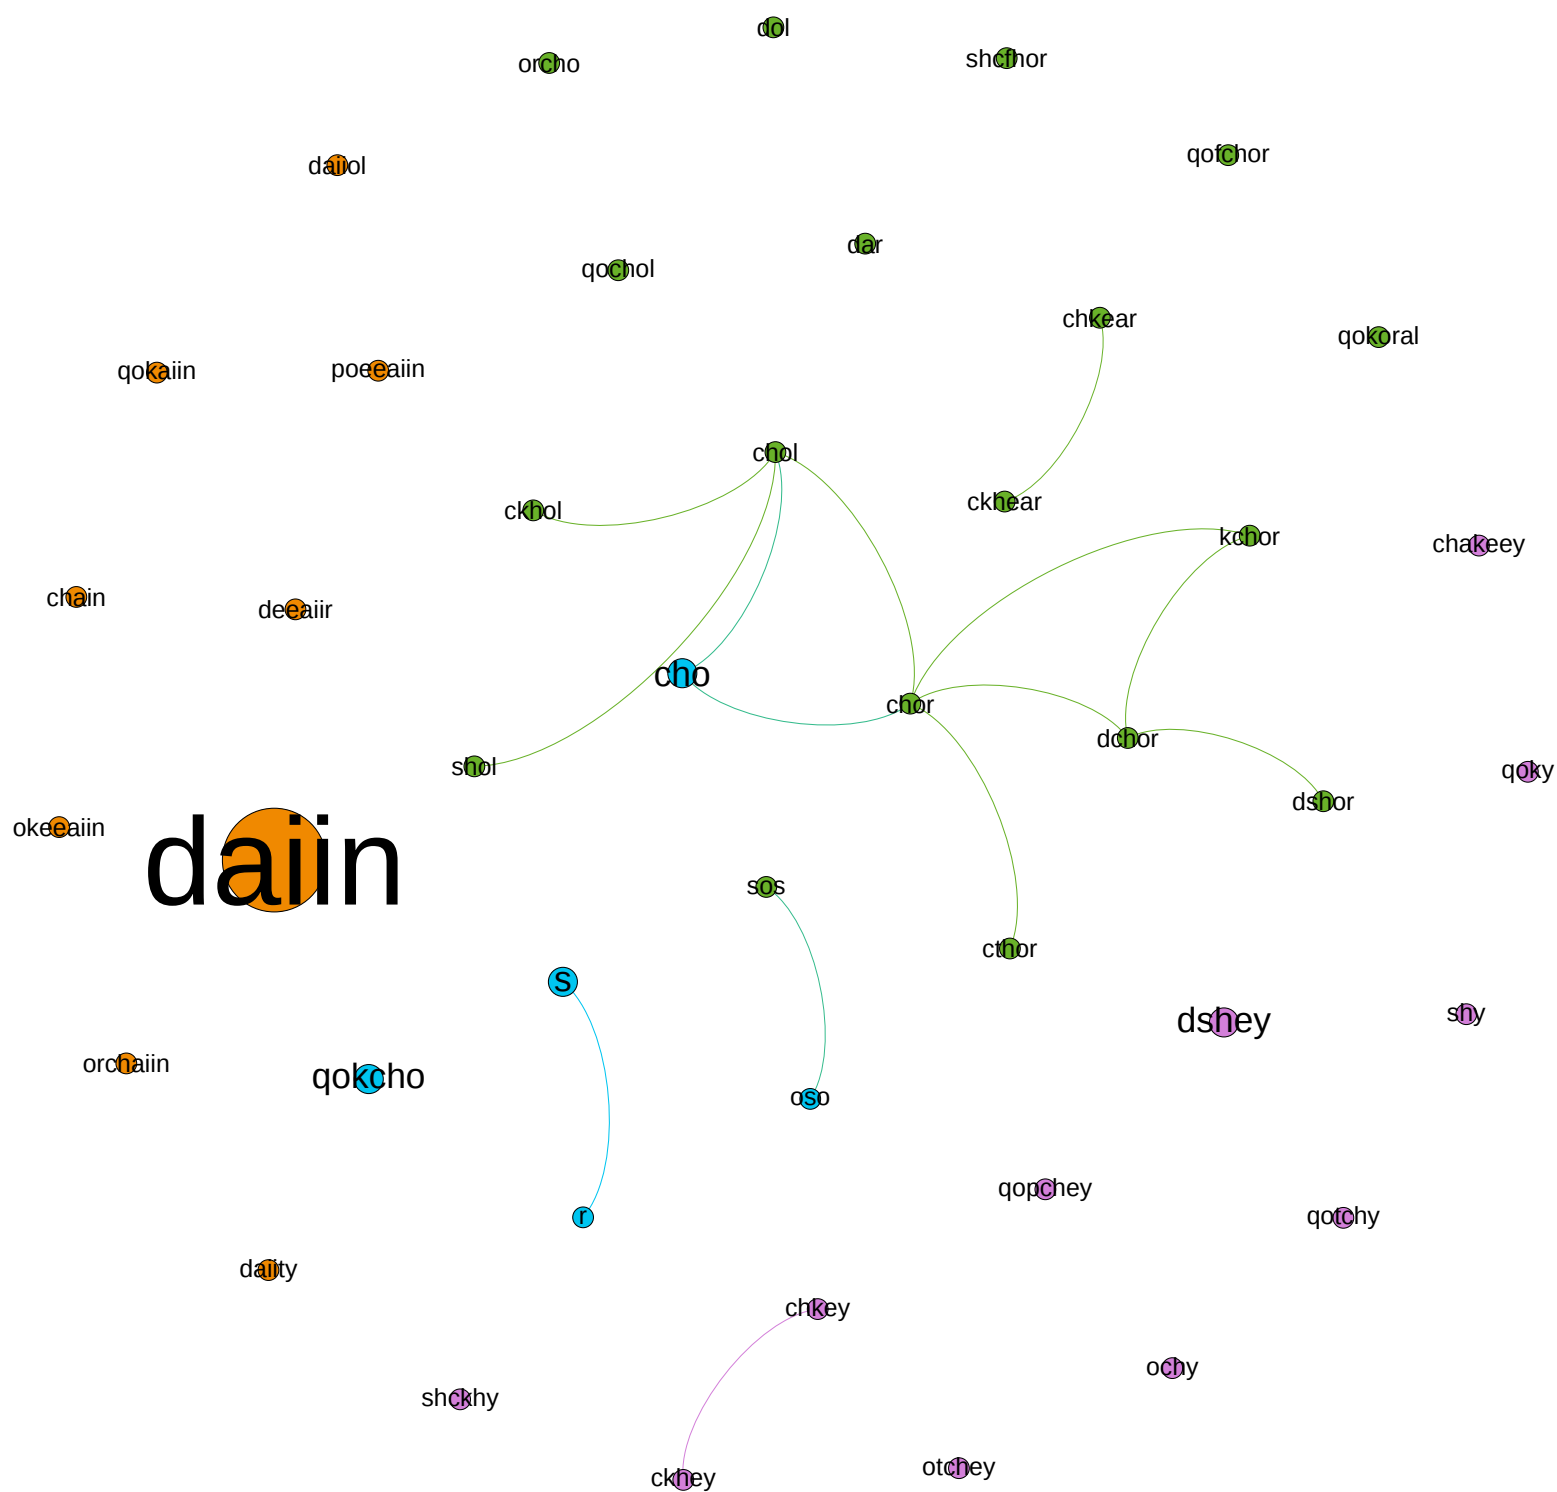 dol
orcho
shcfhor
qofchor
daiiol
dar
qochol
chkear
qokoral
qokaiin
poeeaiin
chol
ckhear
ckhol
kchor
chakeey
chain
deeaiir
cho
chor
dchor
shol
qoky
dshor
okeeaiin
daiin
sos
cthor
s
shy
dshey
orchaiin
qokcho
oso
qopchey
r
qotchy
daiity
chkey
ochy
shckhy
otchey
ckhey